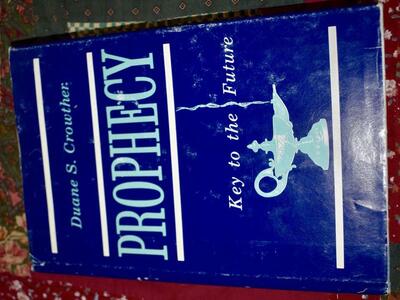 Duane S. Crowther
PROPHECY
Key to the Future